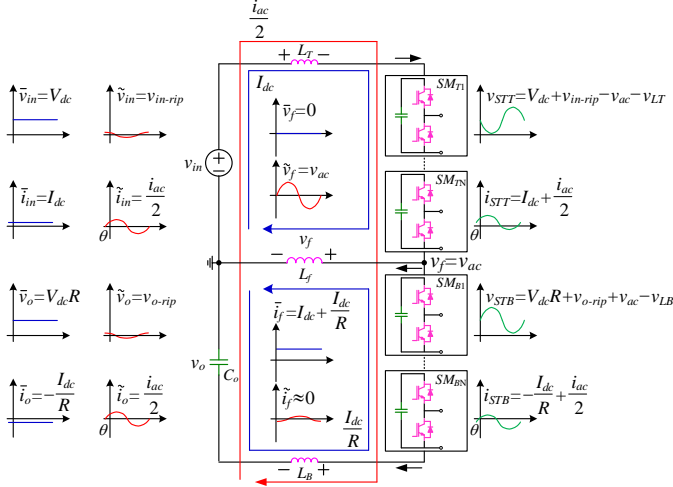 i_ac/2
+ L_T −
I_dc
v̄_in=V_dc
ṽ_in=v_in-rip
v̄_f=0
SM_T1
v_STT=V_dc+v_in-rip−v_ac−v_LT
v_in
+
−
ṽ_f=v_ac
ī_in=I_dc
ĩ_in=i_ac/2
θ
SM_TN
i_STT=I_dc+i_ac/2
θ
v_f
− +
L_f
v_f=v_ac
v̄_o=V_dcR
ṽ_o=v_o-rip
ī_f=I_dc+I_dc/R
SM_B1
v_STB=V_dcR+v_o-rip+v_ac−v_LB
v_o
C_o
ī_o=−I_dc/R
ĩ_o=i_ac/2
θ
ĩ_f≈0
I_dc/R
SM_BN
i_STB=−I_dc/R+i_ac/2
θ
− L_B +